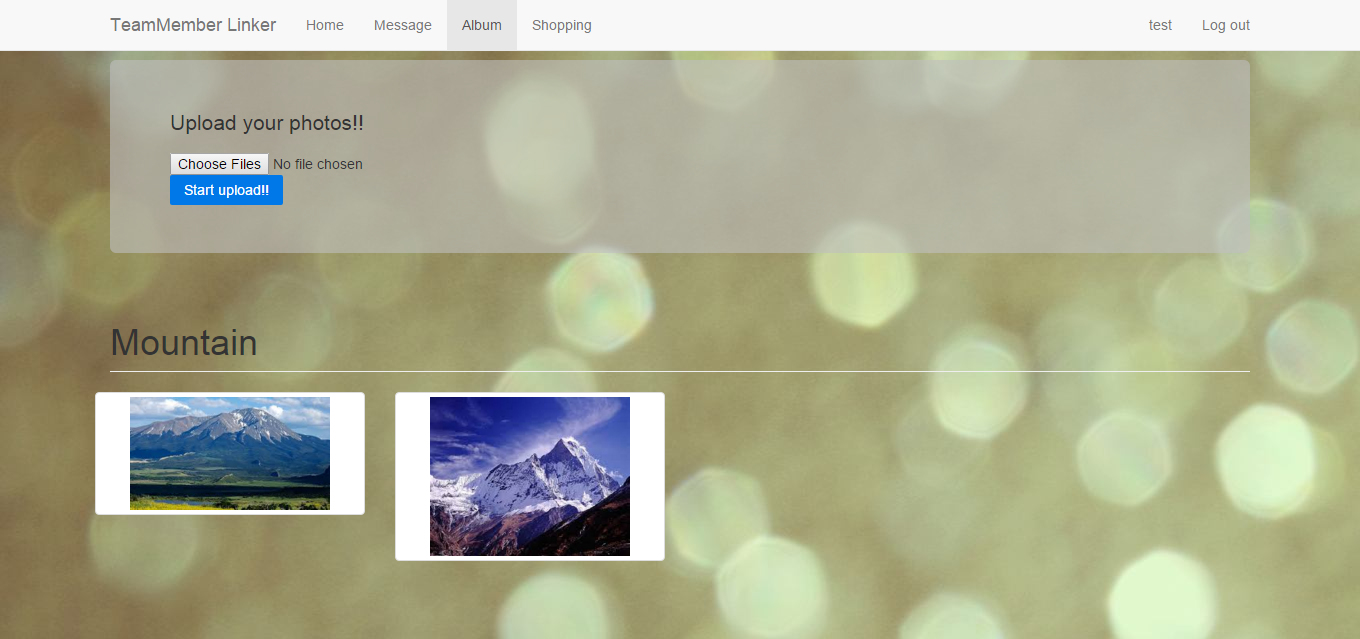 TeamMember Linker Home Message Album Shopping test Log out
Upload your photos!!
Choose Files No file chosen
Start upload!!
Mountain